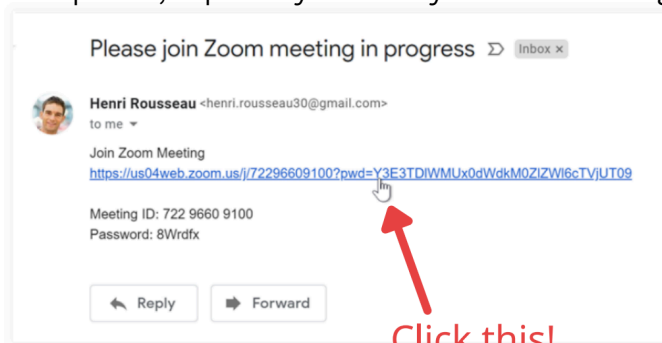 Please join Zoom meeting in progress Inbox ×
Henri Rousseau <henri.rousseau30@gmail.com>
to me
Join Zoom Meeting
https://us04web.zoom.us/j/72296609100?pwd=Y3E3TDlWMUx0dWdkM0ZlZWl6cTVjUT09
Meeting ID: 722 9660 9100
Password: 8Wrdfx
Reply Forward
Click this!